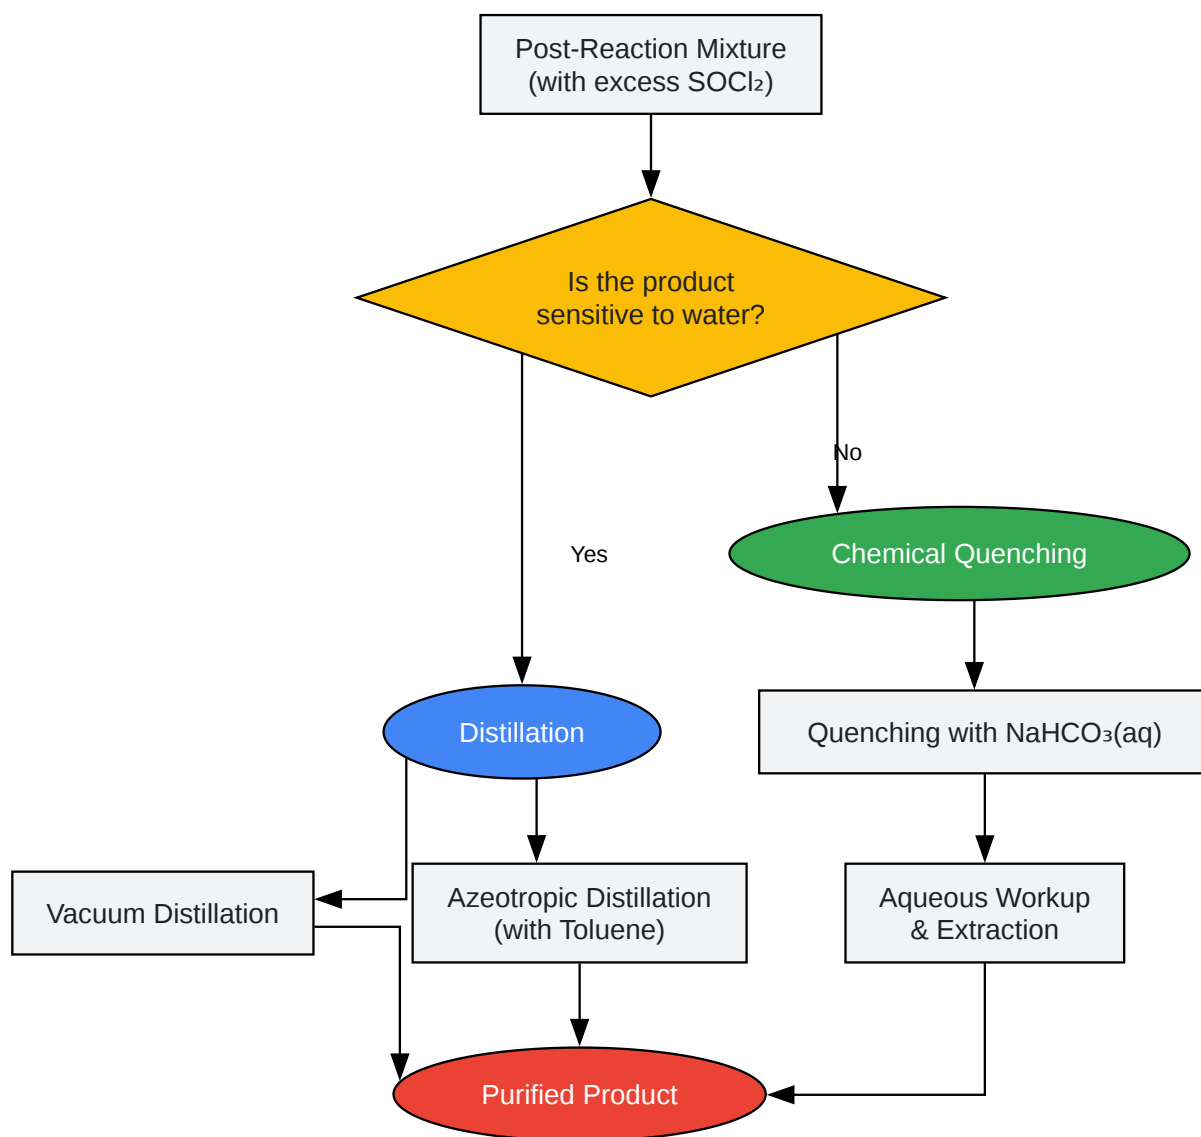 Post-Reaction Mixture
(with excess SOCl₂)
Is the product
sensitive to water?
No
Yes
Chemical Quenching
Distillation
Quenching with NaHCO₃(aq)
Vacuum Distillation
Azeotropic Distillation
(with Toluene)
Aqueous Workup
& Extraction
Purified Product